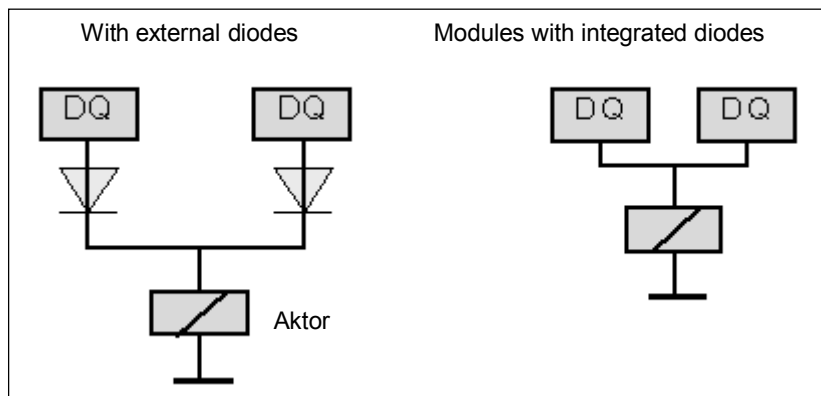 With external diodes
Modules with integrated diodes
DQ
DQ
DQ
DQ
Aktor